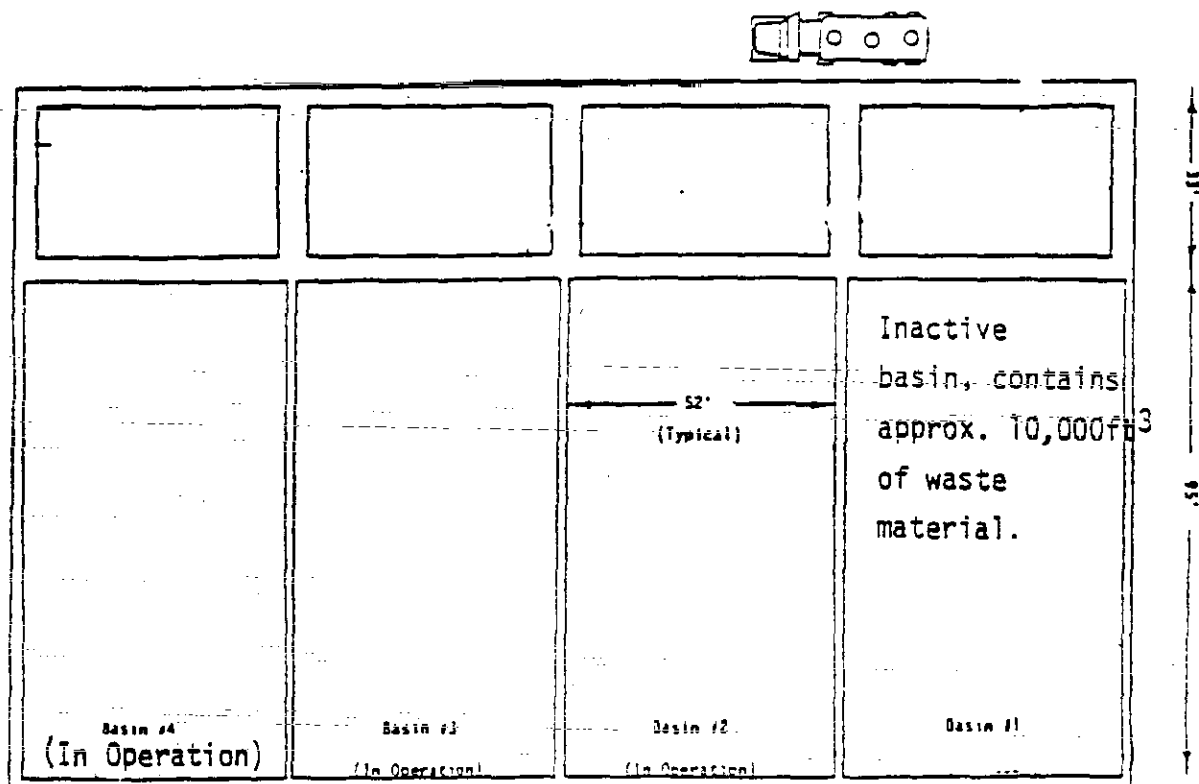 Inactive
basin, contains
approx. 10,000ft3
of waste
material.
52'
(Typical)
Basin #4
(In Operation)
Basin #3
(In Operation)
Basin #2
(In Operation)
Basin #1